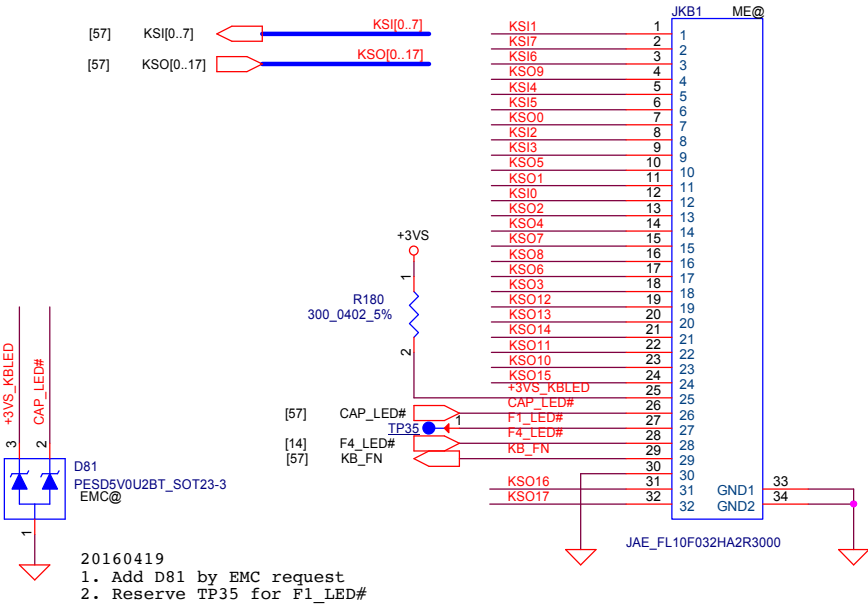 JKB1 ME@
[57] KSI[0..7] KSI[0..7]
[57] KSO[0..17] KSO[0..17]
KSI1 1 1
KSI7 2 2
KSI6 3 3
KSO9 4 4
KSI4 5 5
KSI5 6 6
KSO0 7 7
KSI2 8 8
KSI3 9 9
KSO5 10 10
KSO1 11 11
KSI0 12 12
KSO2 13 13
KSO4 14 14
KSO7 15 15
KSO8 16 16
KSO6 17 17
KSO3 18 18
KSO12 19 19
KSO13 20 20
KSO14 21 21
KSO11 22 22
KSO10 23 23
KSO15 24 24
+3VS_KBLED 25 25
[57] CAP_LED# CAP_LED# 26 26
TP35 1 F1_LED# 27 27
[14] F4_LED# F4_LED# 28 28
[57] KB_FN KB_FN 29 29
30 30
KSO16 31 31 GND1 33
KSO17 32 32 GND2 34
JAE_FL10F032HA2R3000
+3VS
1
R180
300_0402_5%
2
+3VS_KBLED
CAP_LED#
3 2
D81
PESD5V0U2BT_SOT23-3
EMC@
1
20160419
1. Add D81 by EMC request
2. Reserve TP35 for F1_LED#